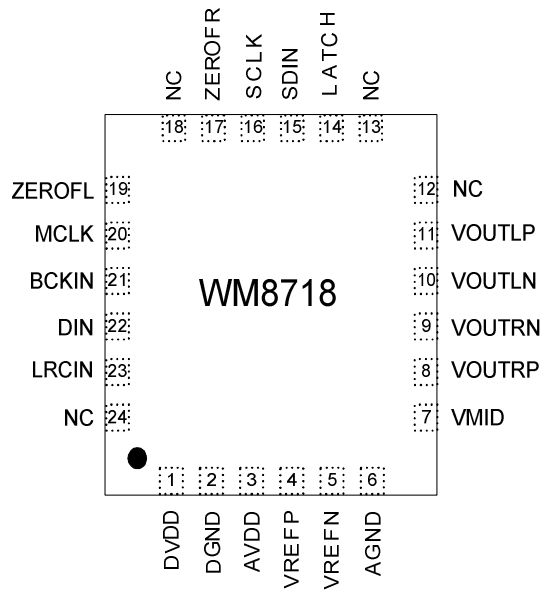 NC
ZEROFR
SCLK
SDIN
LATCH
NC
18 17 16 15 14 13
ZEROFL 19
12 NC
MCLK 20
11 VOUTLP
BCKIN 21
10 VOUTLN
WM8718
DIN 22
9 VOUTRN
LRCIN 23
8 VOUTRP
NC 24
7 VMID
1 2 3 4 5 6
DVDD
DGND
AVDD
VREFP
VREFN
AGND